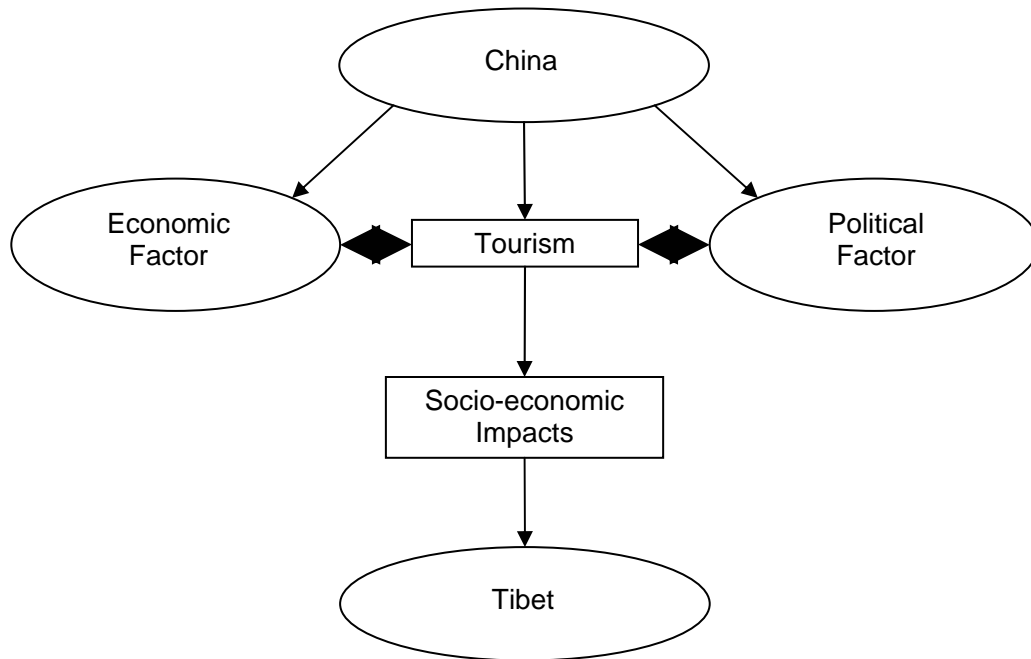 China
Economic
Factor
Tourism
Political
Factor
Socio-economic
Impacts
Tibet